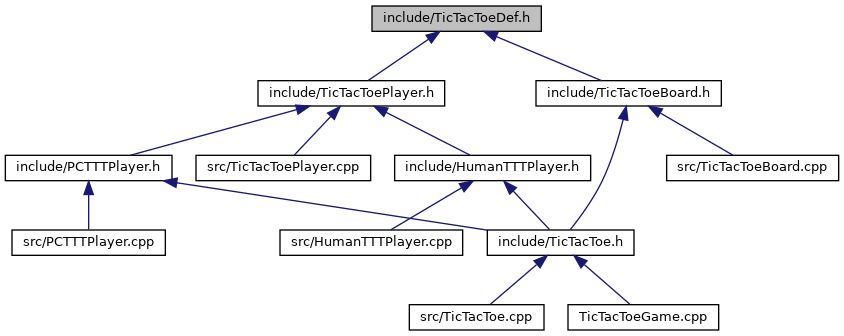 include/TicTacToeDef.h
include/TicTacToePlayer.h
include/TicTacToeBoard.h
include/PCTTTPlayer.h
src/TicTacToePlayer.cpp
include/HumanTTTPlayer.h
src/TicTacToeBoard.cpp
src/PCTTTPlayer.cpp
src/HumanTTTPlayer.cpp
include/TicTacToe.h
src/TicTacToe.cpp
TicTacToeGame.cpp